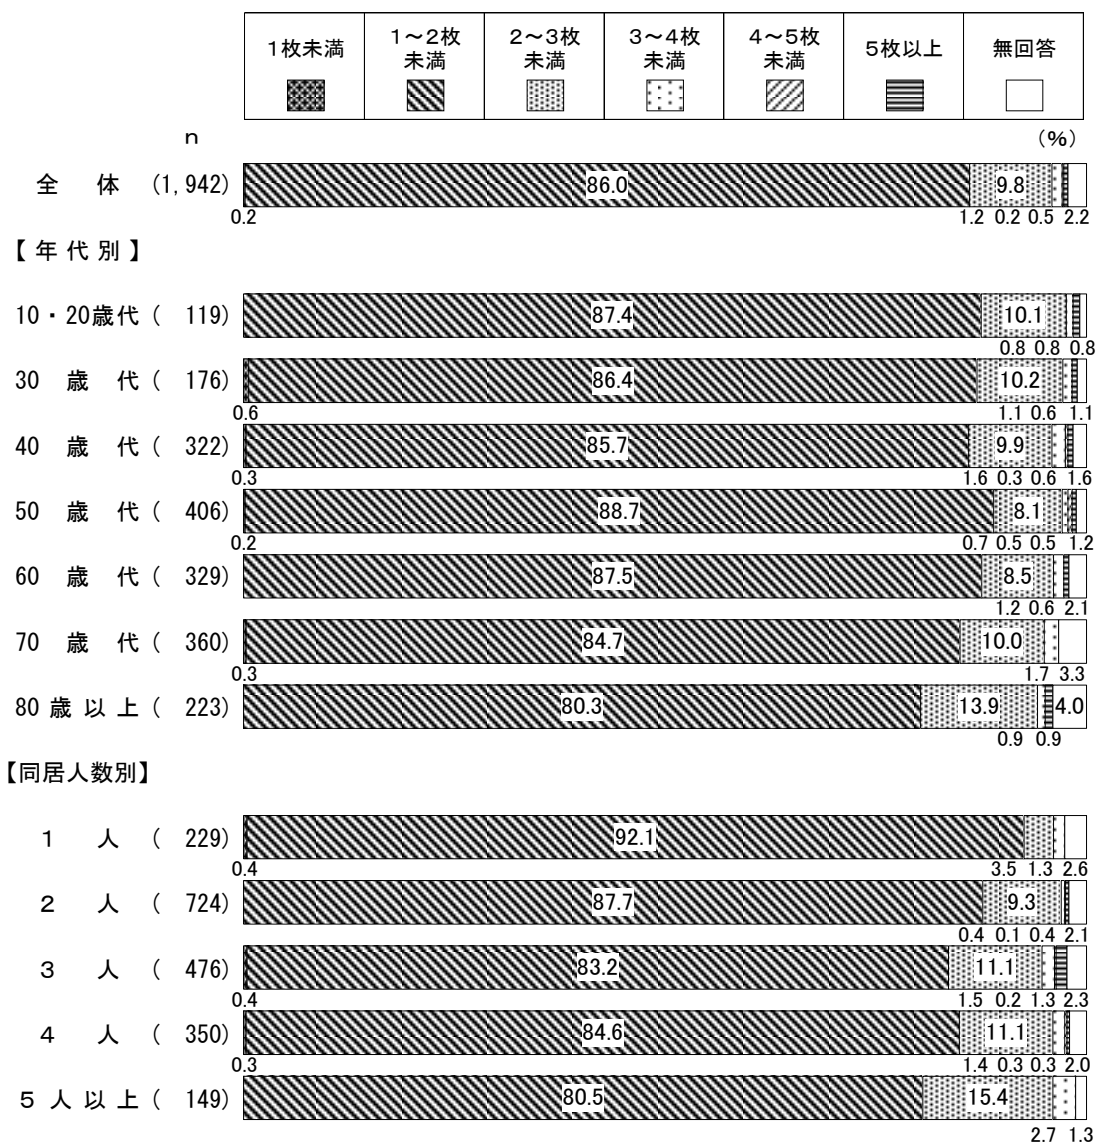 1枚未満 1～2枚未満 2～3枚未満 3～4枚未満 4～5枚未満 5枚以上 無回答
n (%)
全体 (1,942) 86.0 9.8
0.2 1.2 0.2 0.5 2.2
【年代別】
10・20歳代 ( 119) 87.4 10.1
0.8 0.8 0.8
30歳代 ( 176) 86.4 10.2
0.6 1.1 0.6 1.1
40歳代 ( 322) 85.7 9.9
0.3 1.6 0.3 0.6 1.6
50歳代 ( 406) 88.7 8.1
0.2 0.7 0.5 0.5 1.2
60歳代 ( 329) 87.5 8.5
1.2 0.6 2.1
70歳代 ( 360) 84.7 10.0
0.3 1.7 3.3
80歳以上 ( 223) 80.3 13.9 4.0
0.9 0.9
【同居人数別】
1人 ( 229) 92.1
0.4 3.5 1.3 2.6
2人 ( 724) 87.7 9.3
0.4 0.1 0.4 2.1
3人 ( 476) 83.2 11.1
0.4 1.5 0.2 1.3 2.3
4人 ( 350) 84.6 11.1
0.3 1.4 0.3 0.3 2.0
5人以上 ( 149) 80.5 15.4
2.7 1.3